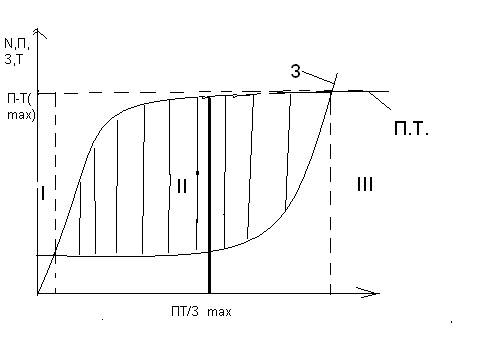 N,П,
З,Т
П-Т(
max)
З
П.Т.
I
II
III
ПТ/З max